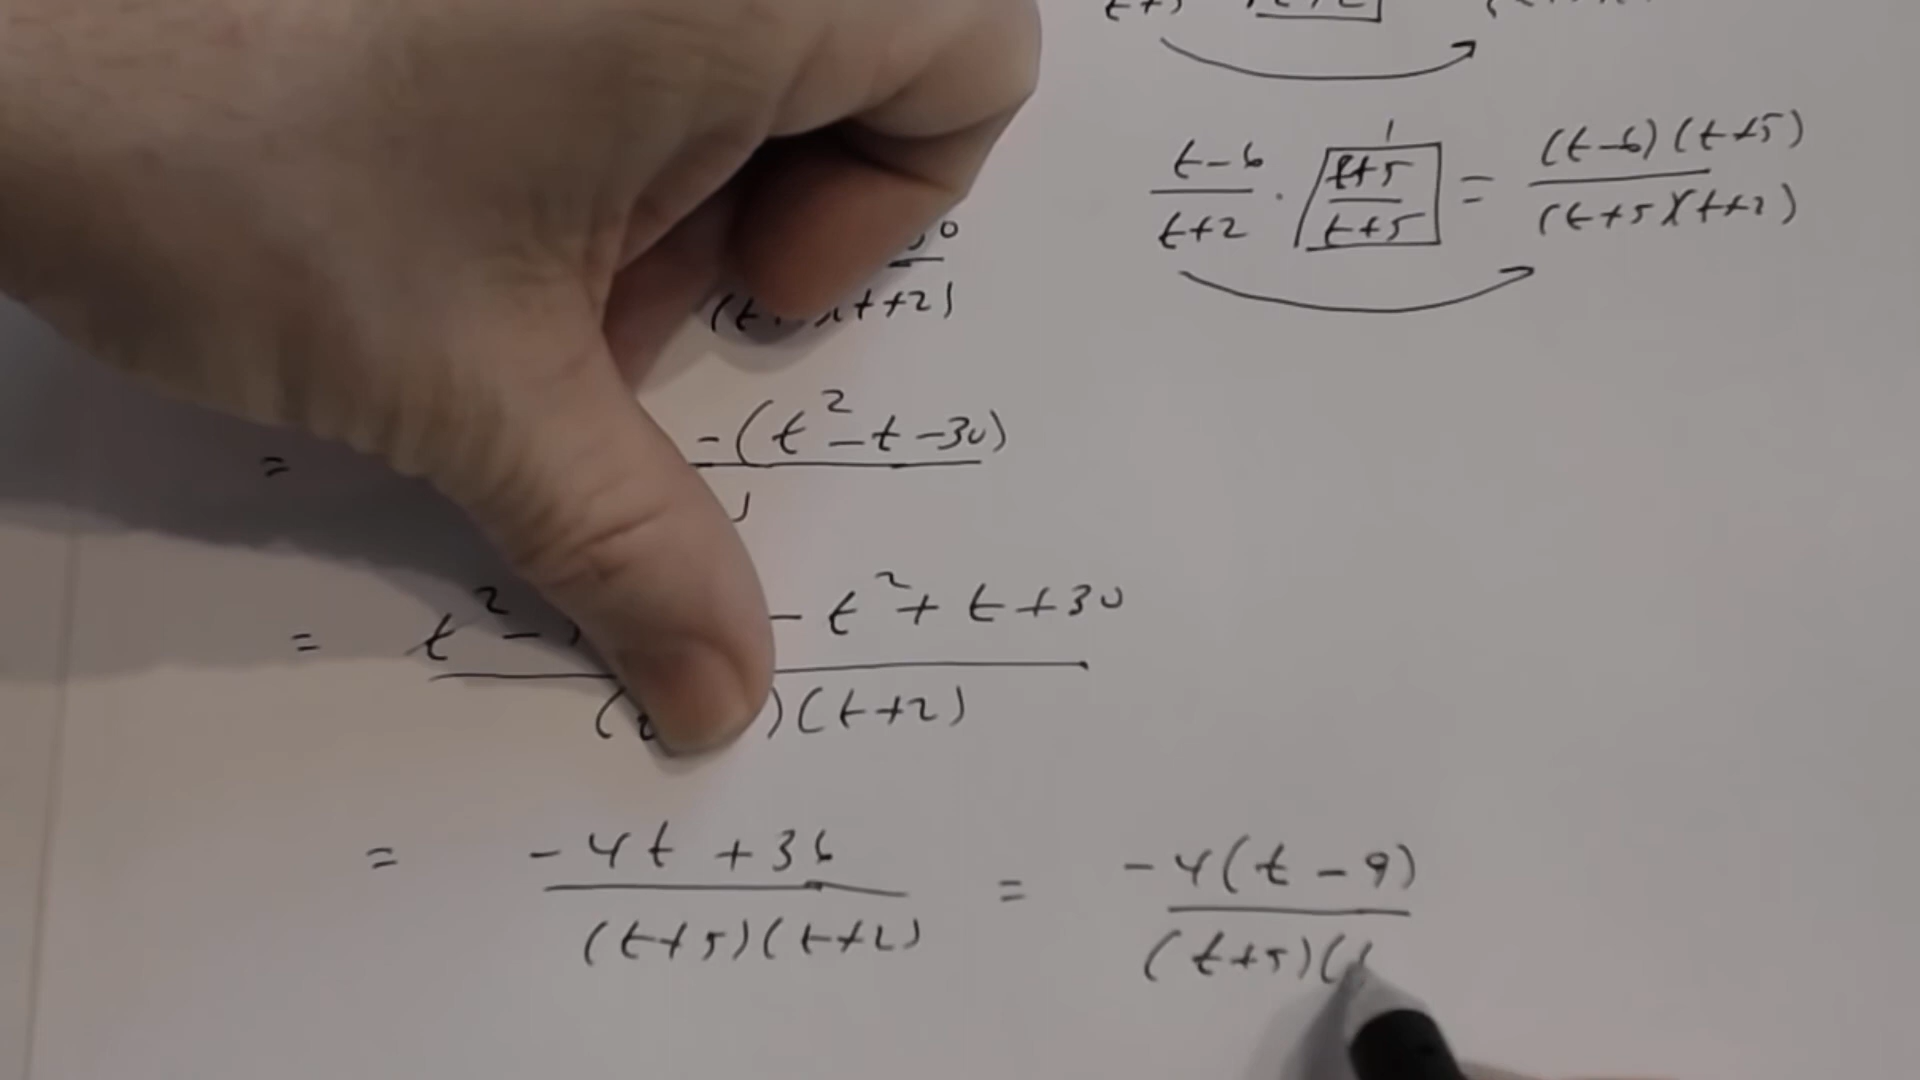 t-6 / t+2 · t+5 / t+5 = (t-6)(t+5) / (t+5)(t+2)
1
t+2)
= -(t²-t-30)
= t² - - t² + t + 30
)(t+2)
= -4t + 36 / (t+5)(t+2) = -4(t-9) / (t+5)(